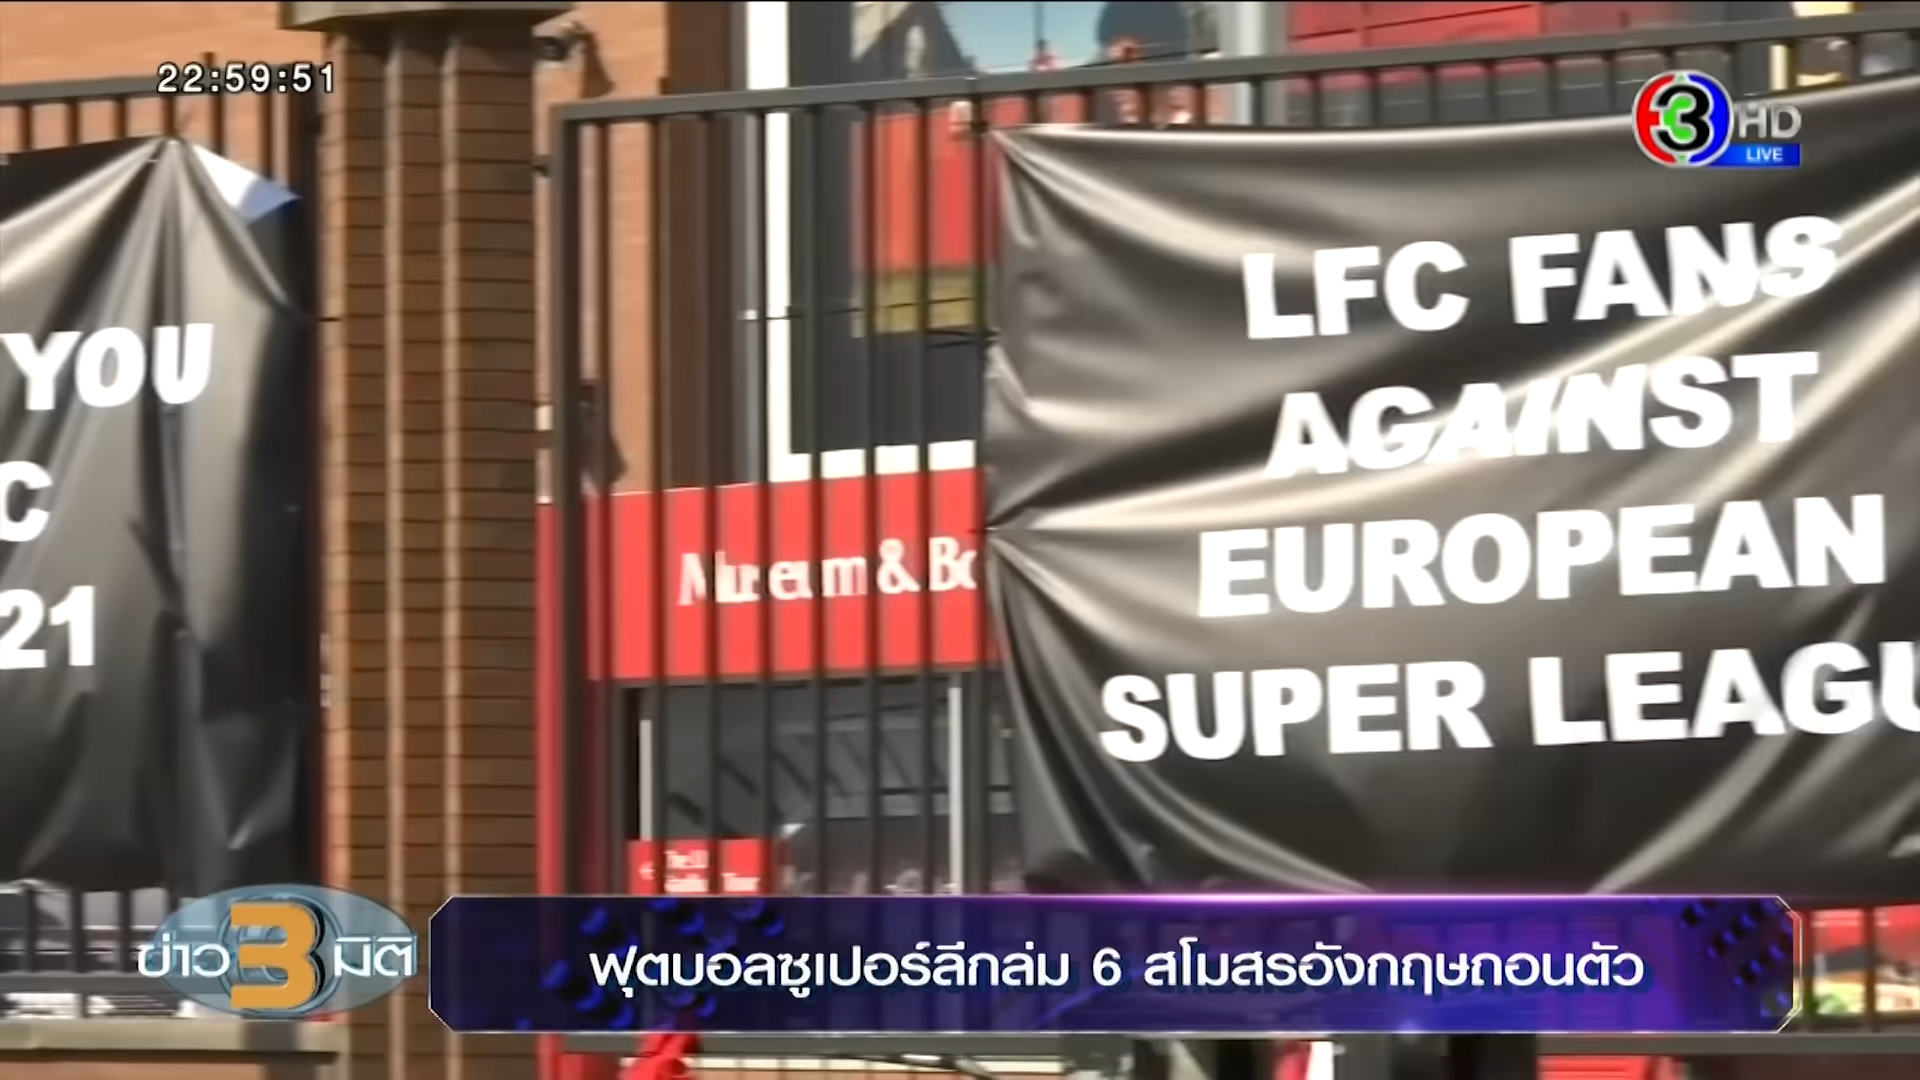 22:59:51
3 HD
LIVE
YOU
C
21
LFC FANS
AGAINST
EUROPEAN
SUPER LEAGU
Museum & Bo
ข่าว 3 มิติ
ฟุตบอลซูเปอร์ลีกล่ม 6 สโมสรอังกฤษถอนตัว